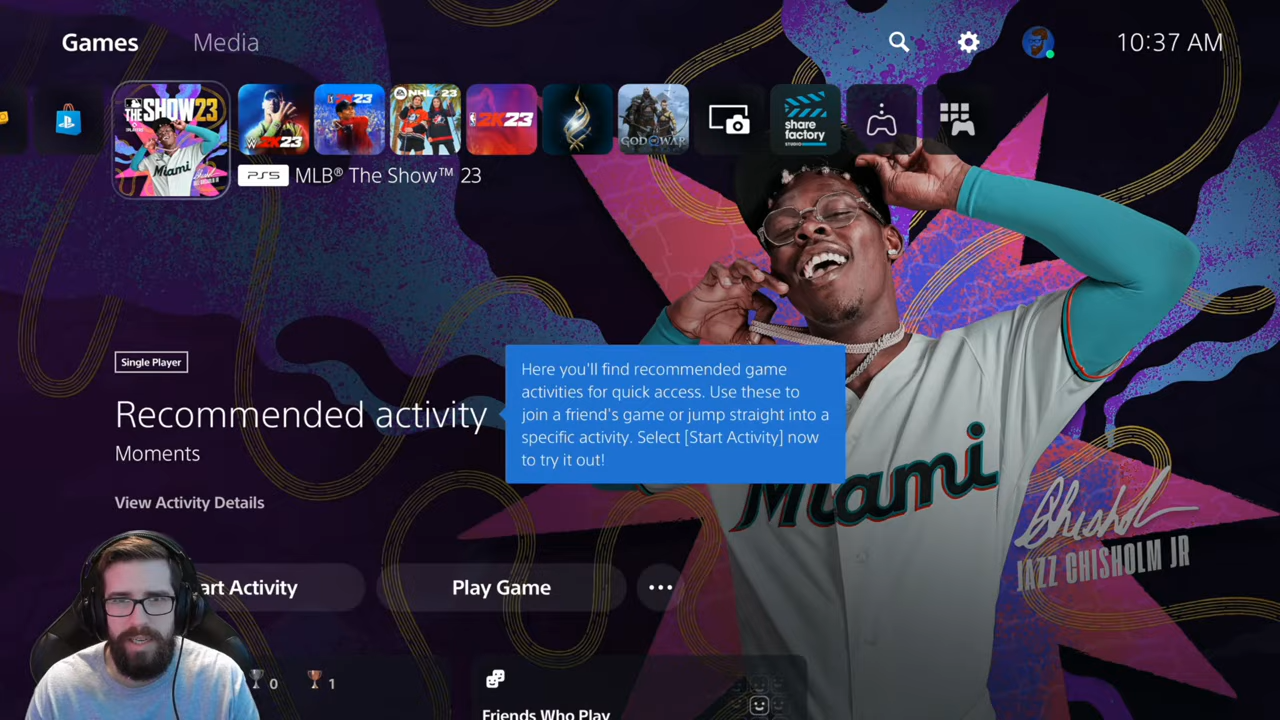 Games
Media
10:37 AM
THE SHOW 23
Miami
2K23
23
NHL 23
2K23
GOD OF WAR
share
factory
STUDIO
PS5 MLB® The Show™ 23
Single Player
Recommended activity
Moments
View Activity Details
Here you'll find recommended game
activities for quick access. Use these to
join a friend's game or jump straight into a
specific activity. Select [Start Activity] now
to try it out!
Miami
Chisholm
JAZZ CHISHOLM JR
art Activity
Play Game
0
1
Friends Who Play